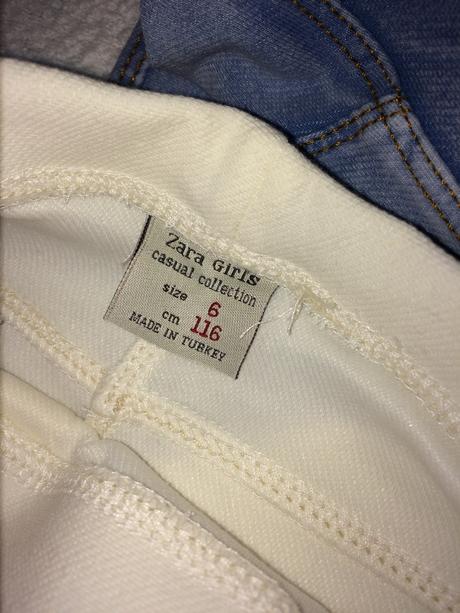 Zara Girls
casual collection
size 6
cm 116
MADE IN TURKEY